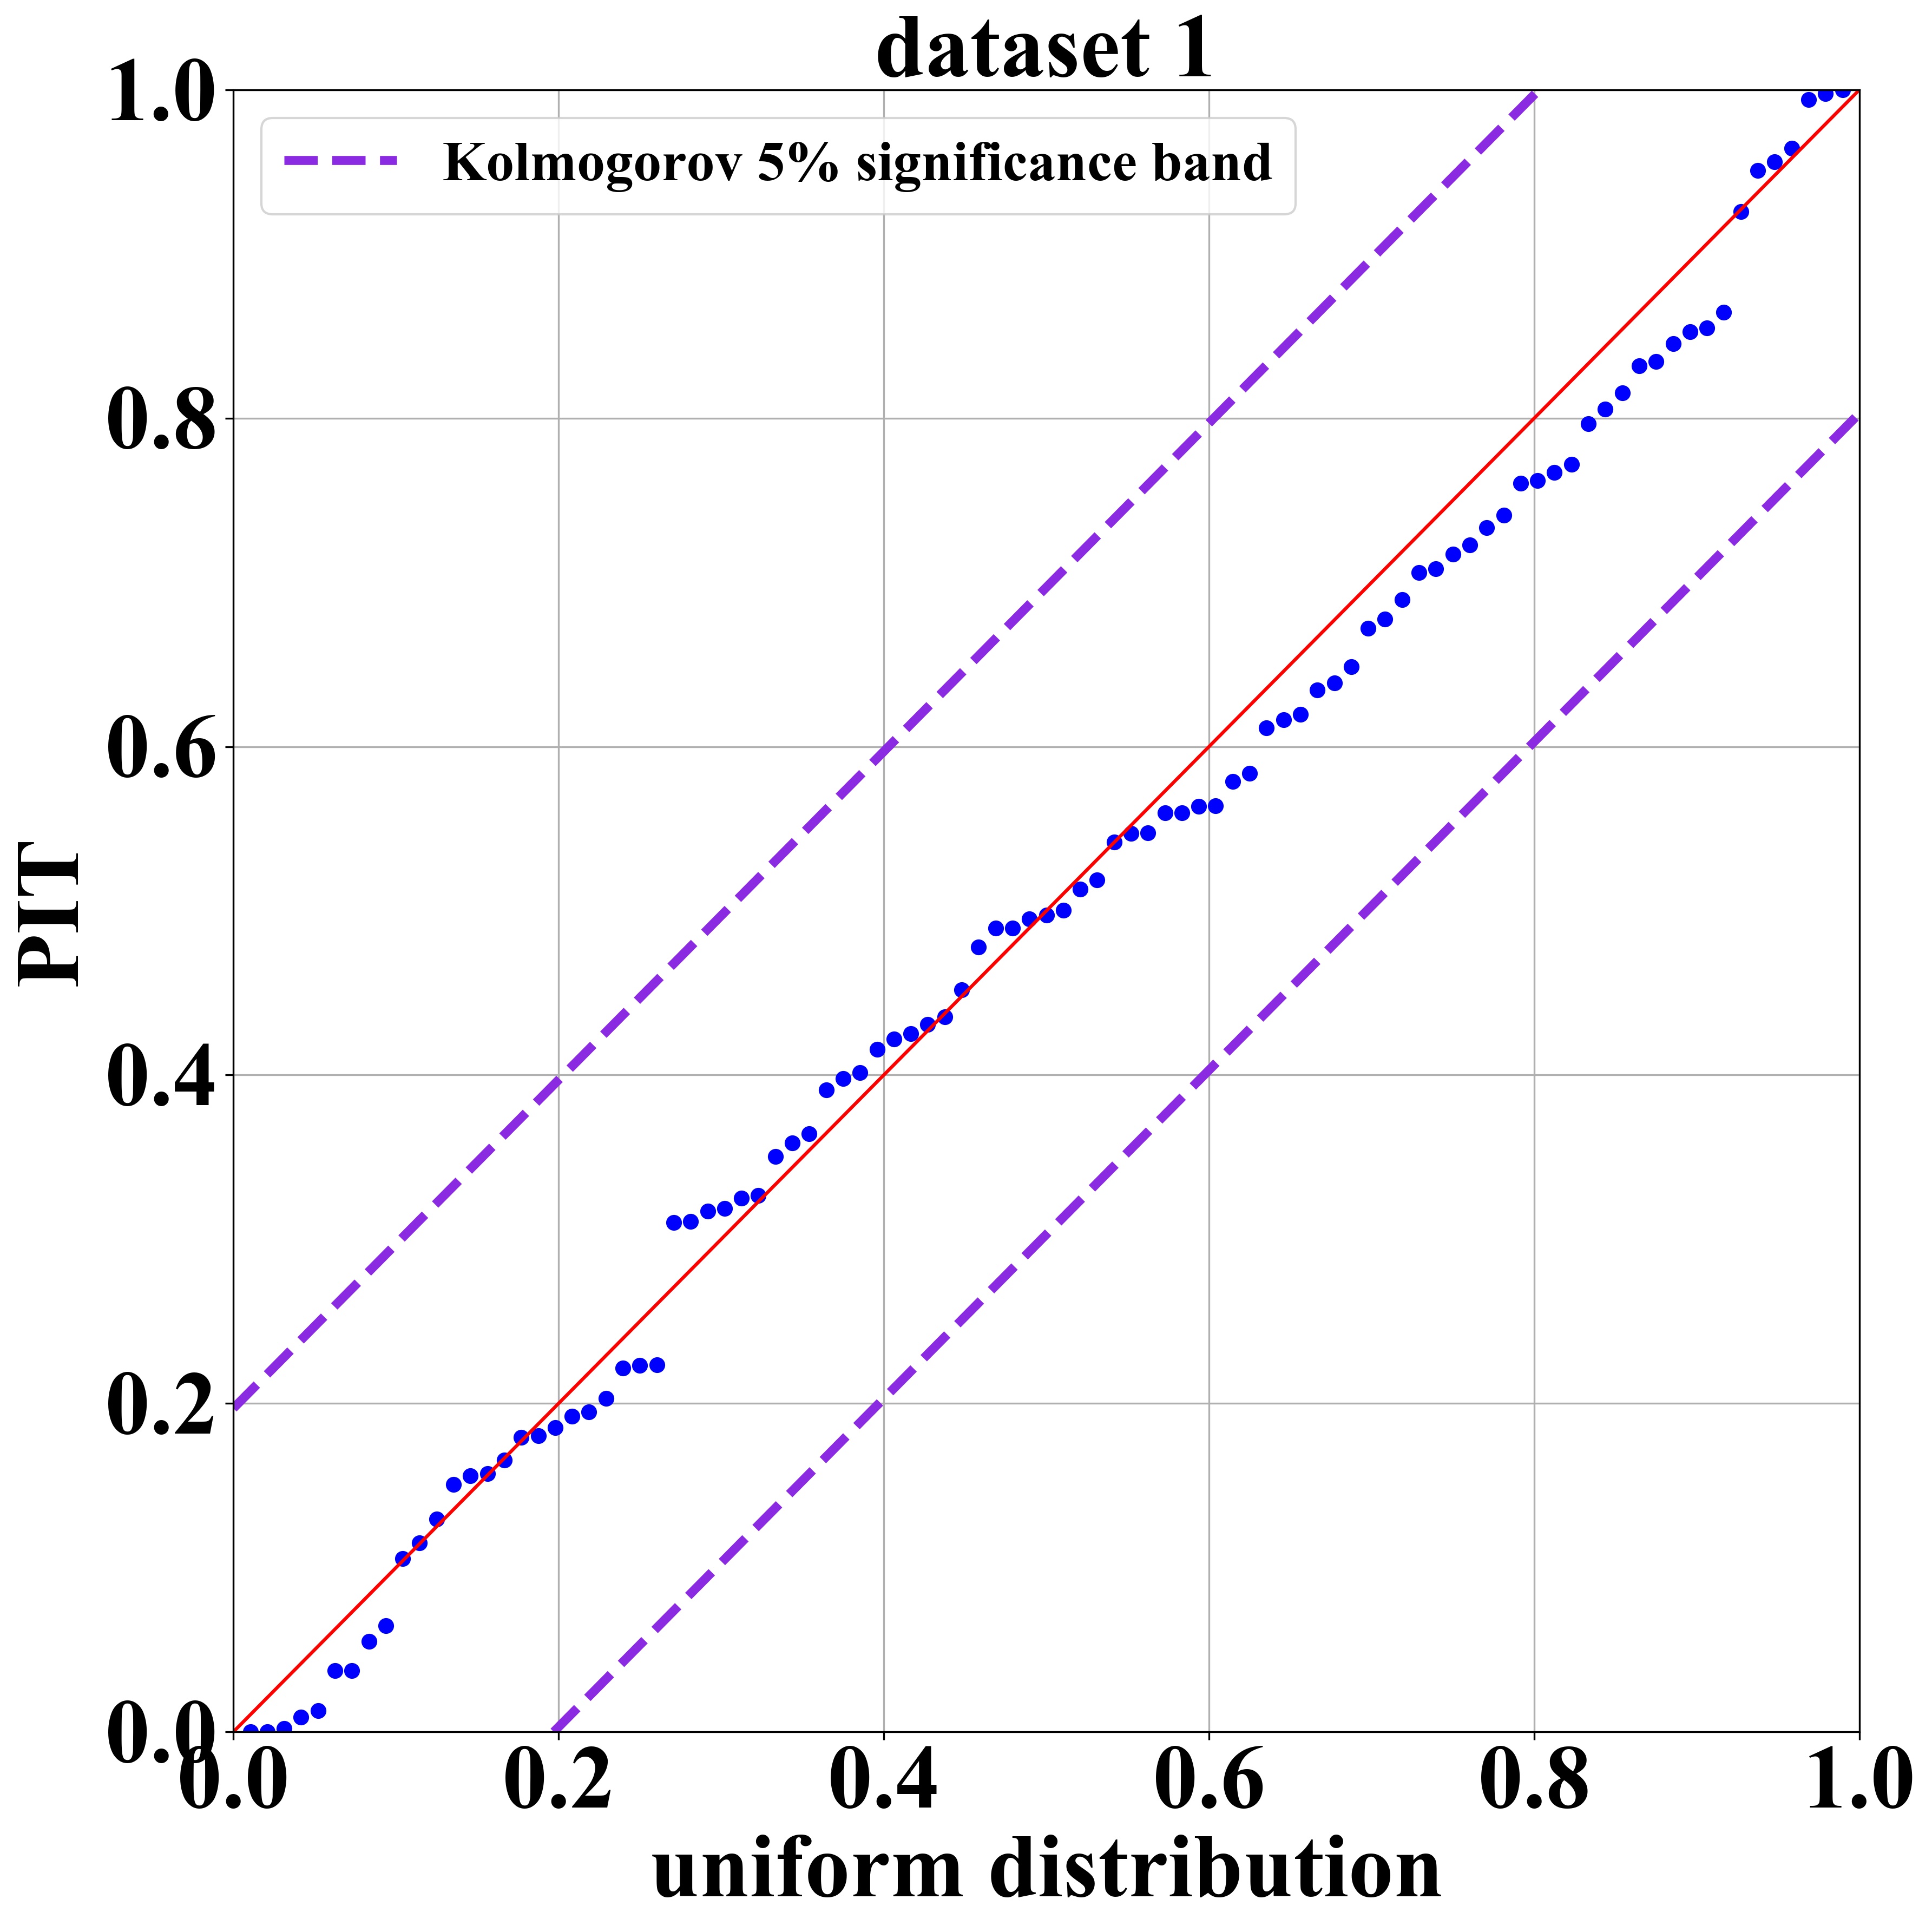 dataset 1
1.0
Kolmogorov 5% significance band
0.8
0.6
PIT
0.4
0.2
0.0
0.0 0.2 0.4 0.6 0.8 1.0
uniform distribution